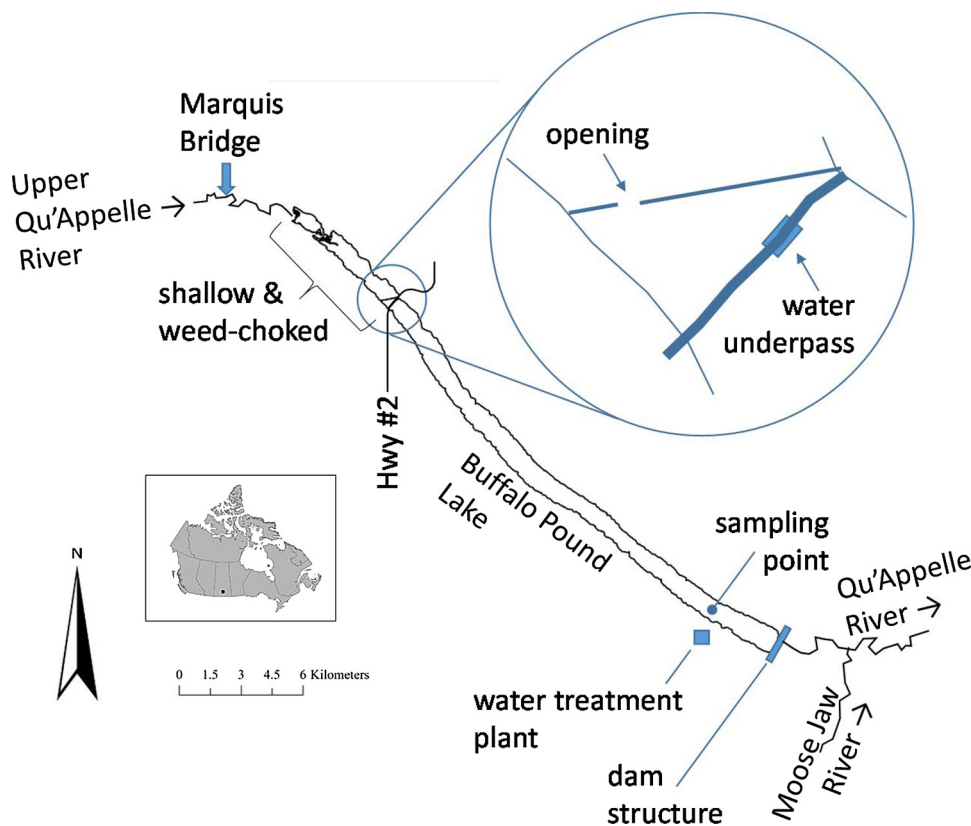 Marquis
Bridge
opening
Upper
Qu'Appelle
River
shallow &
weed-choked
water
underpass
Hwy #2
Buffalo Pound
Lake
sampling
point
Qu'Appelle
River
N
0 1.5 3 4.5 6 Kilometers
water treatment
plant
Moose Jaw
River
dam
structure